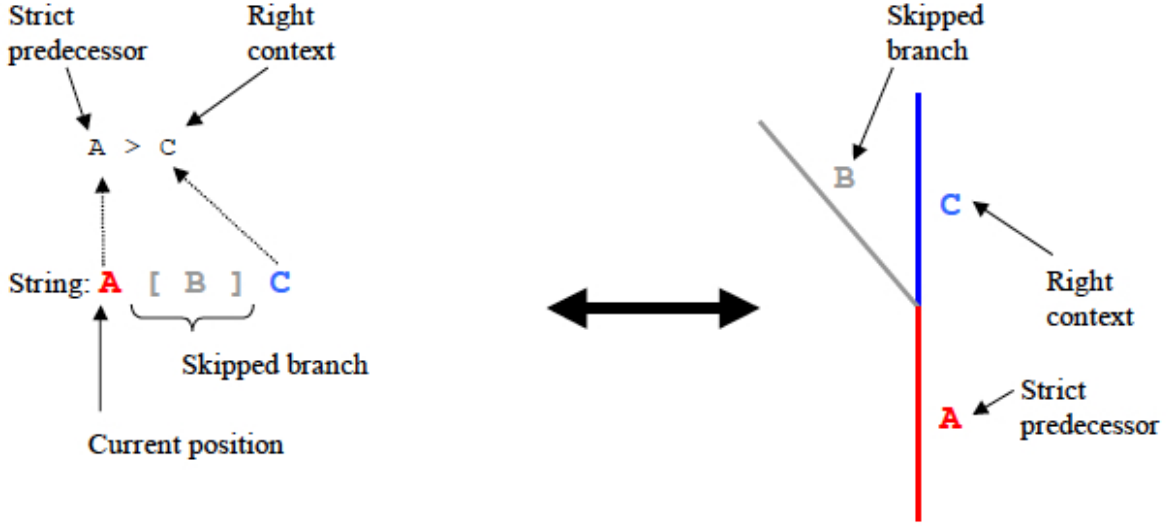 Strict
predecessor
Right
context
A > C
String: A [ B ] C
Skipped branch
Current position
Skipped
branch
B
C
Right
context
A
Strict
predecessor